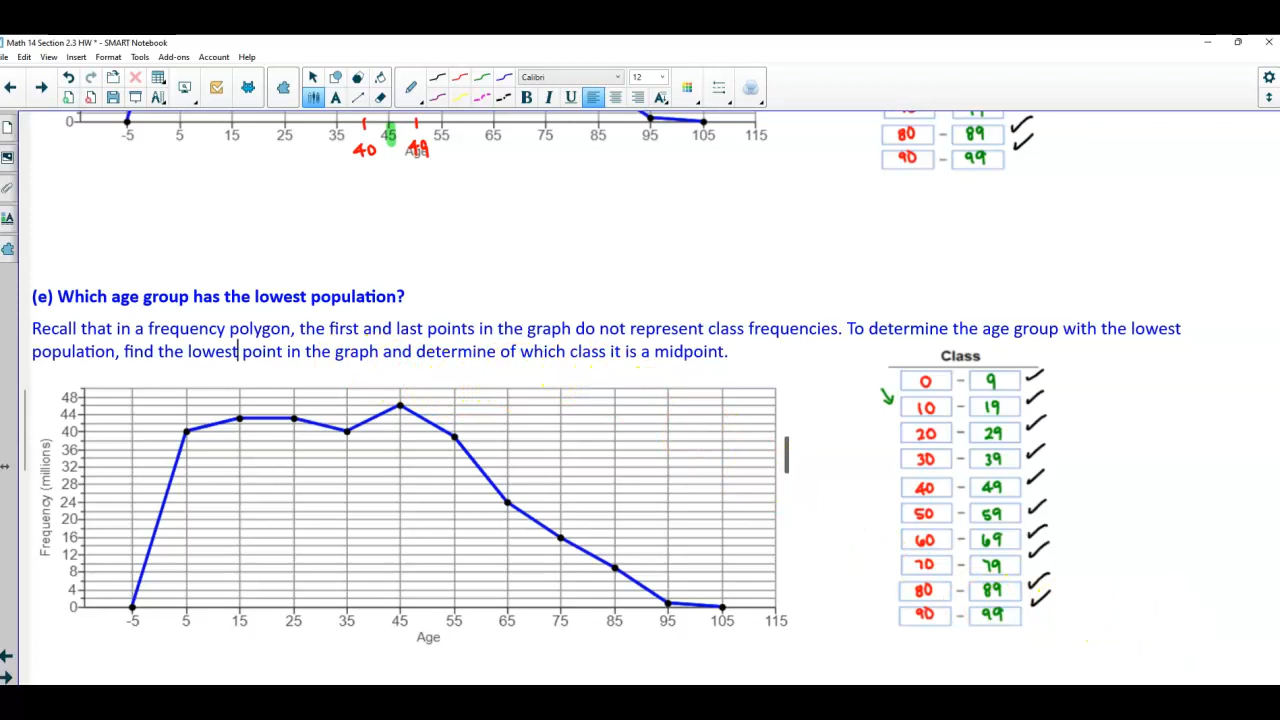 Math 14 Section 2.3 HW * - SMART Notebook
ile Edit View Insert Format Tools Add-ons Account Help
Calibri 12
B I U A
0 -5 5 15 25 35 45 55 65 75 85 95 105 115
40 49
Age
80 - 89
90 - 99
(e) Which age group has the lowest population?
Recall that in a frequency polygon, the first and last points in the graph do not represent class frequencies. To determine the age group with the lowest
population, find the lowest point in the graph and determine of which class it is a midpoint.
Class
0 - 9
10 - 19
20 - 29
30 - 39
40 - 49
50 - 59
60 - 69
70 - 79
80 - 89
90 - 99
Frequency (millions)
48
44
40
36
32
28
24
20
16
12
8
4
0
-5 5 15 25 35 45 55 65 75 85 95 105 115
Age